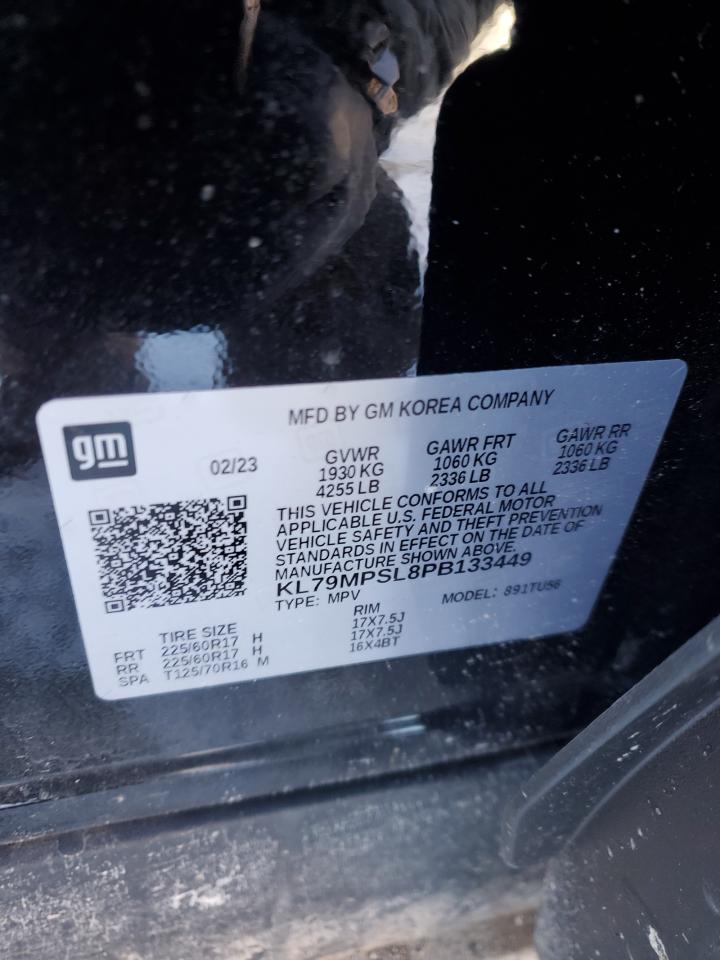 MFD BY GM KOREA COMPANY
gm
02/23
GVWR
1930 KG
4255 LB
GAWR FRT
1060 KG
2336 LB
GAWR RR
1060 KG
2336 LB
THIS VEHICLE CONFORMS TO ALL
APPLICABLE U.S. FEDERAL MOTOR
VEHICLE SAFETY AND THEFT PREVENTION
STANDARDS IN EFFECT ON THE DATE OF
MANUFACTURE SHOWN ABOVE.
KL79MPSL8PB133449
TYPE: MPV MODEL: 891TU56
TIRE SIZE RIM
FRT 225/60R17 H 17X7.5J
RR 225/60R17 H 17X7.5J
SPA T125/70R16 M 16X4BT